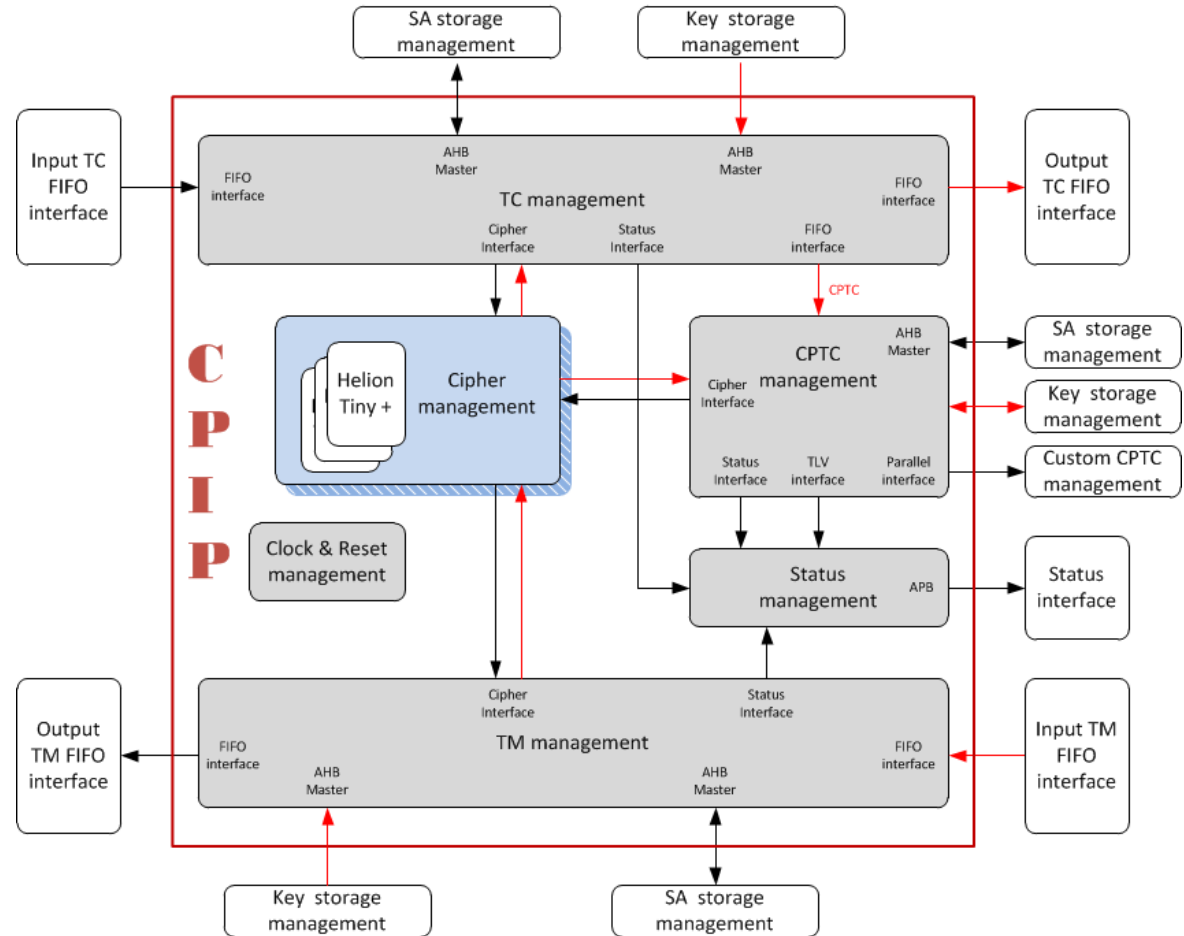 SA storage
management
Key  storage
management
Input TC
FIFO
interface
FIFO
interface
AHB
Master
AHB
Master
FIFO
interface
TC management
Cipher
Interface
Status
Interface
FIFO
interface
Output
TC FIFO
interface
CPTC
C
P
I
P
Helion
Tiny +
Cipher
management
CPTC
management
AHB
Master
Cipher
Interface
Status
Interface
TLV
interface
Parallel
interface
SA  storage
management
Key storage
management
Custom CPTC
management
Clock & Reset
management
Status
management
APB
Status
interface
Output
TM FIFO
interface
Cipher
Interface
Status
Interface
TM management
FIFO
interface
AHB
Master
AHB
Master
FIFO
interface
Input TM
FIFO
interface
Key  storage
management
SA  storage
management